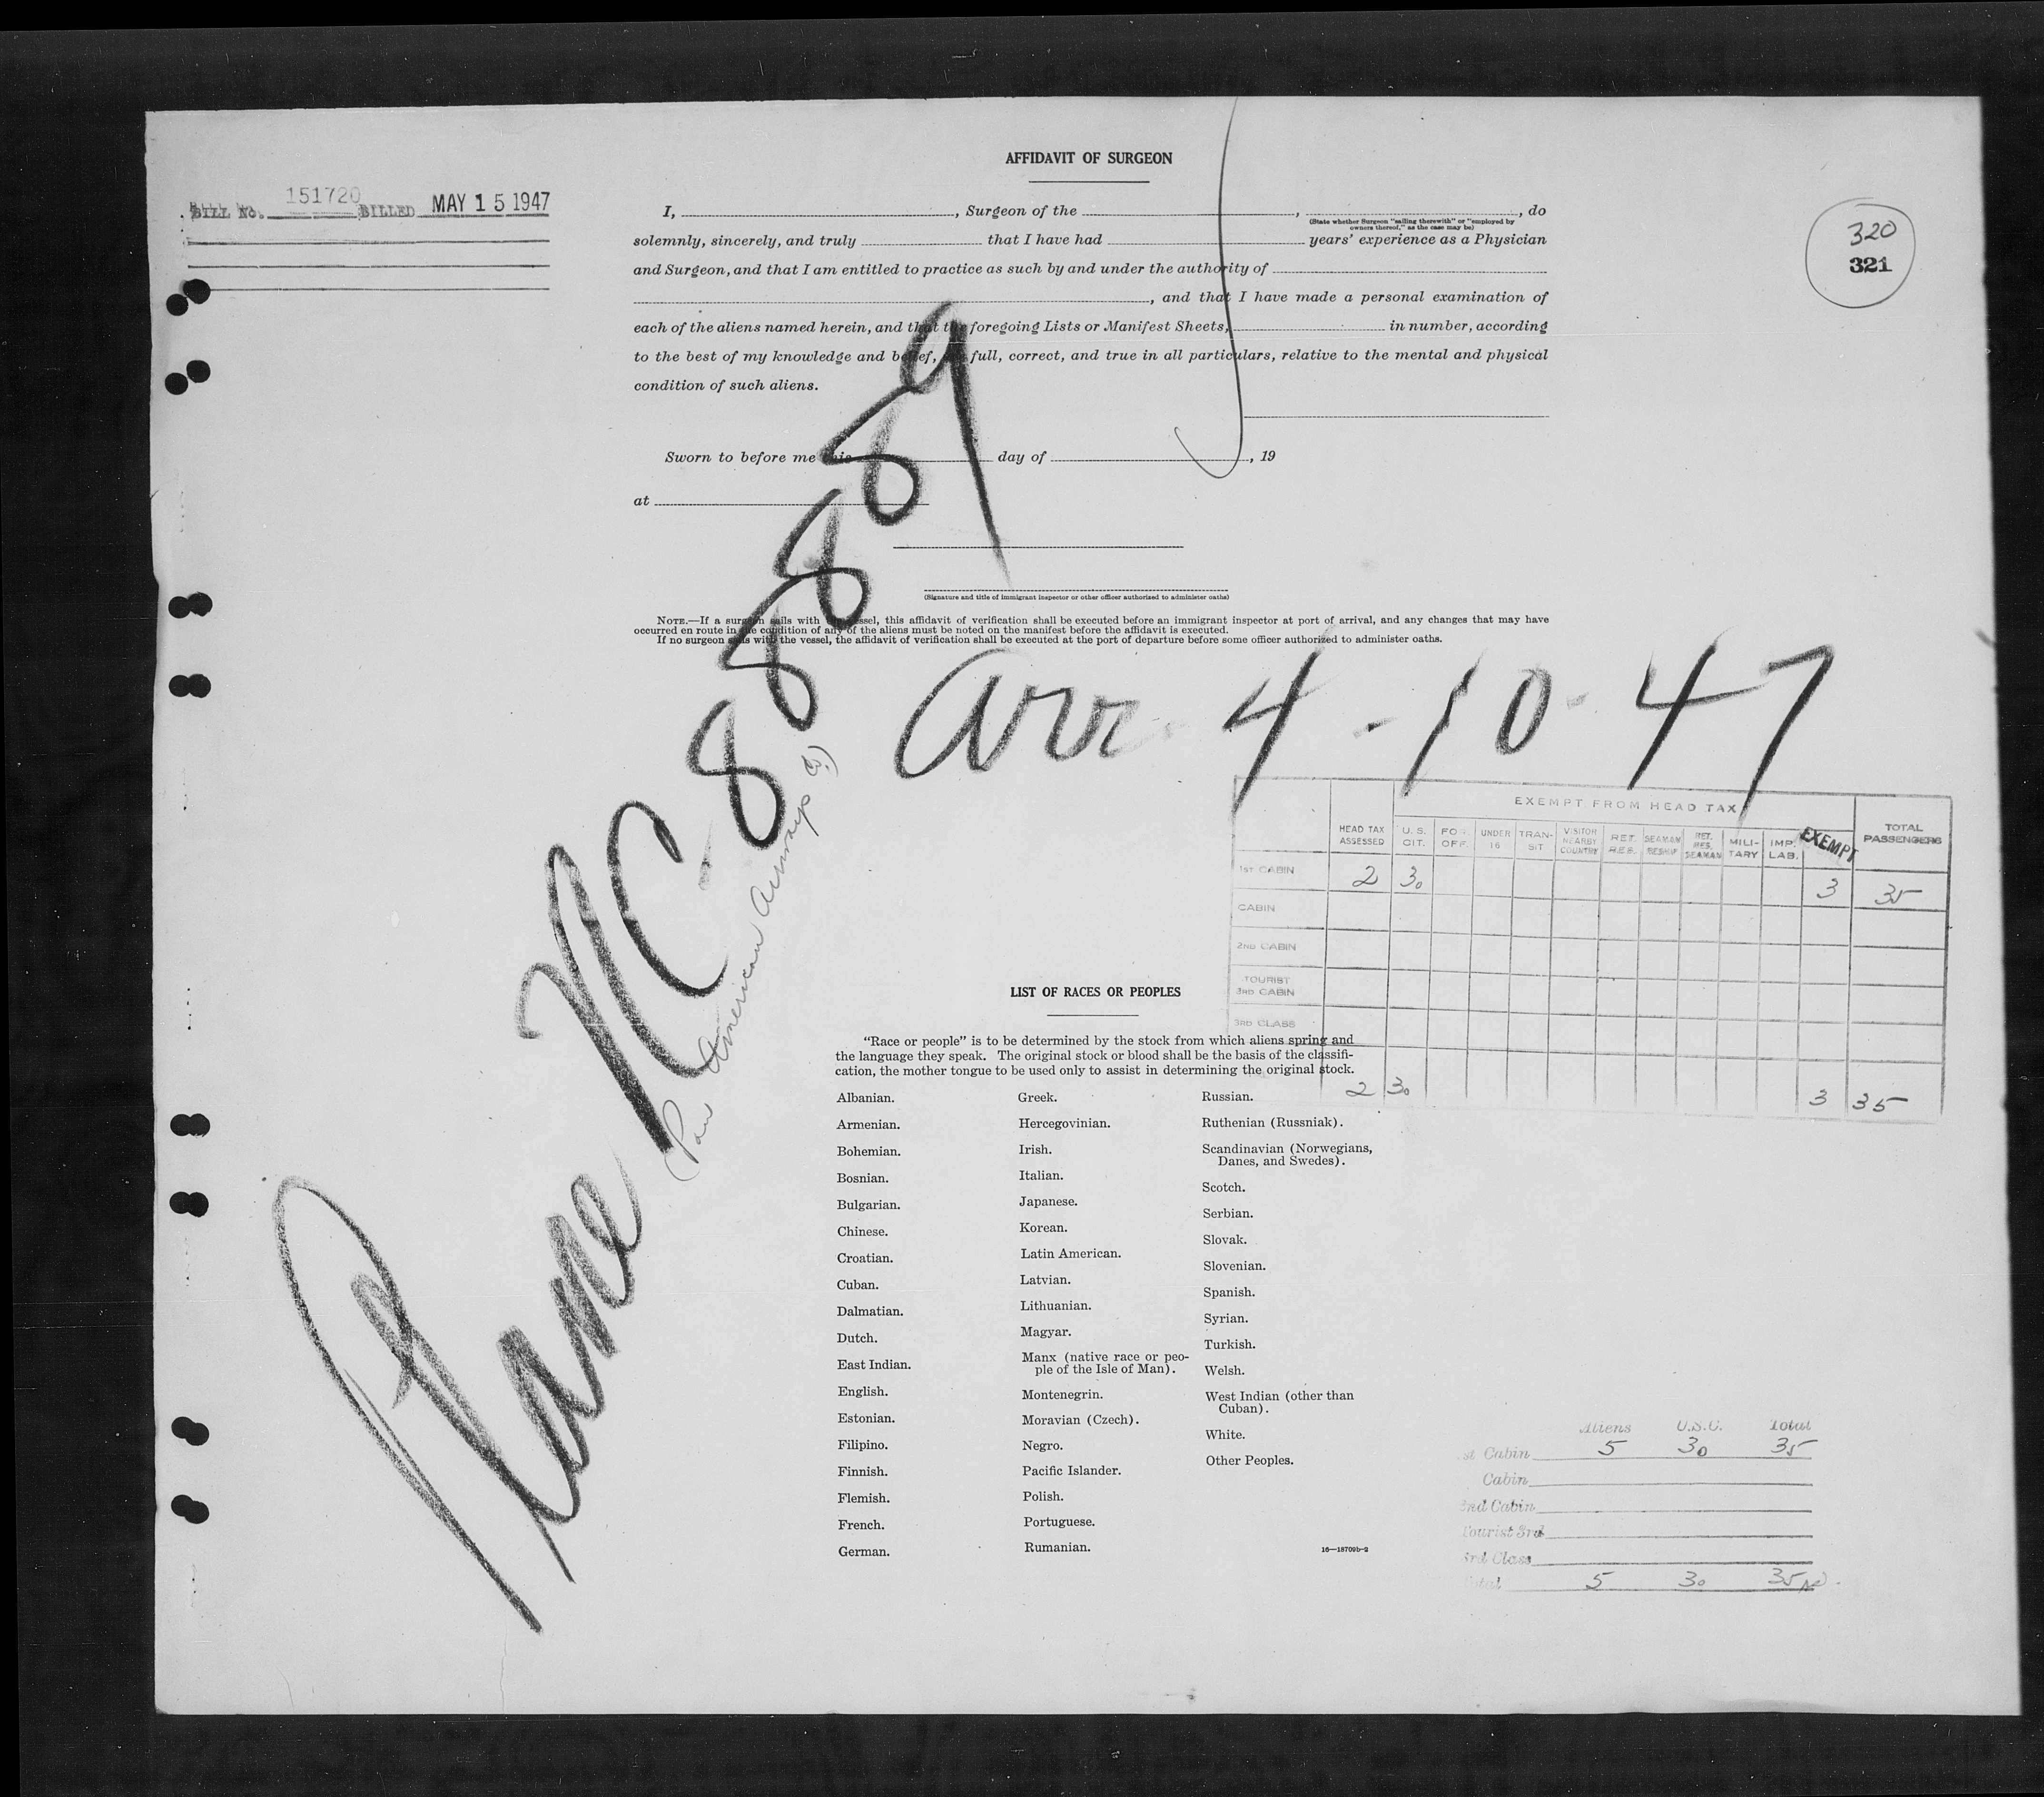 AFFIDAVIT OF SURGEON
BILL No. 151720 BILLED MAY 15 1947
320
321
I, , Surgeon of the , , do
(State whether Surgeon "sailing therewith" or "employed by
owners thereof," as the case may be)
solemnly, sincerely, and truly that I have had years' experience as a Physician
and Surgeon, and that I am entitled to practice as such by and under the authority of
, and that I have made a personal examination of
each of the aliens named herein, and that the foregoing Lists or Manifest Sheets, in number, according
to the best of my knowledge and belief, are full, correct, and true in all particulars, relative to the mental and physical
condition of such aliens.
Sworn to before me this day of , 19
at
(Signature and title of immigrant inspector or other officer authorized to administer oaths)
NOTE.—If a surgeon sails with the vessel, this affidavit of verification shall be executed before an immigrant inspector at port of arrival, and any changes that may have
occurred en route in the condition of any of the aliens must be noted on the manifest before the affidavit is executed.
If no surgeon sails with the vessel, the affidavit of verification shall be executed at the port of departure before some officer authorized to administer oaths.
Plane NC-88889
(Pan American Airways
arr - 4-10-47
EXEMPT FROM HEAD TAX
HEAD TAX ASSESSED U. S. CIT. FOR. OFF. UNDER 16 TRAN-SIT VISITOR NEARBY COUNTRY RET. RES. SEAMAN RESHIP RET. RES. SEAMAN MILI-TARY IMP. LAB. EXEMPT TOTAL PASSENGERS
1ST CABIN 2 30 3 35
CABIN
2ND CABIN
TOURIST
3RD CABIN
3RD CLASS
2 30 3 35
LIST OF RACES OR PEOPLES
"Race or people" is to be determined by the stock from which aliens spring and
the language they speak. The original stock or blood shall be the basis of the classifi-
cation, the mother tongue to be used only to assist in determining the original stock.
Albanian.
Armenian.
Bohemian.
Bosnian.
Bulgarian.
Chinese.
Croatian.
Cuban.
Dalmatian.
Dutch.
East Indian.
English.
Estonian.
Filipino.
Finnish.
Flemish.
French.
German.
Greek.
Hercegovinian.
Irish.
Italian.
Japanese.
Korean.
Latin American.
Latvian.
Lithuanian.
Magyar.
Manx (native race or peo-
ple of the Isle of Man).
Montenegrin.
Moravian (Czech).
Negro.
Pacific Islander.
Polish.
Portuguese.
Rumanian.
Russian.
Ruthenian (Russniak).
Scandinavian (Norwegians,
Danes, and Swedes).
Scotch.
Serbian.
Slovak.
Slovenian.
Spanish.
Syrian.
Turkish.
Welsh.
West Indian (other than
Cuban).
White.
Other Peoples.
16—18709b-2
Aliens U.S.C. Total
st Cabin 5 30 35
Cabin
2nd Cabin
Tourist 3rd
3rd Class
Total 5 30 35